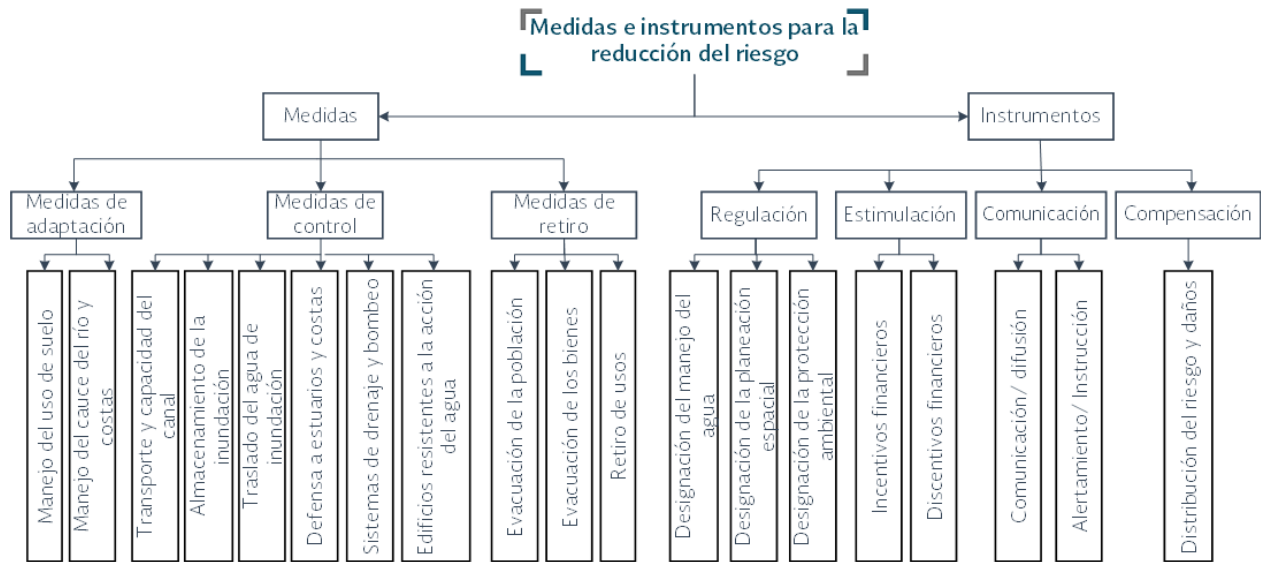 Medidas e instrumentos para la
reducción del riesgo
Medidas
Instrumentos
Medidas de
adaptación
Medidas de
control
Medidas de
retiro
Regulación
Estimulación
Comunicación
Compensación
Manejo del uso de suelo
Manejo del cauce del río y
costas
Transporte y capacidad del
canal
Almacenamiento de la
inundación
Traslado del agua de
inundación
Defensa a estuarios y costas
Sistemas de drenaje y bombeo
Edificios resistentes a la acción
del agua
Evacuación de la población
Evacuación de los bienes
Retiro de usos
Designación del manejo del
agua
Designación de la planeación
espacial
Designación de la protección
ambiental
Incentivos financieros
Discentivos financieros
Comunicación/ difusión
Alertamiento/ Instrucción
Distribución del riesgo y daños